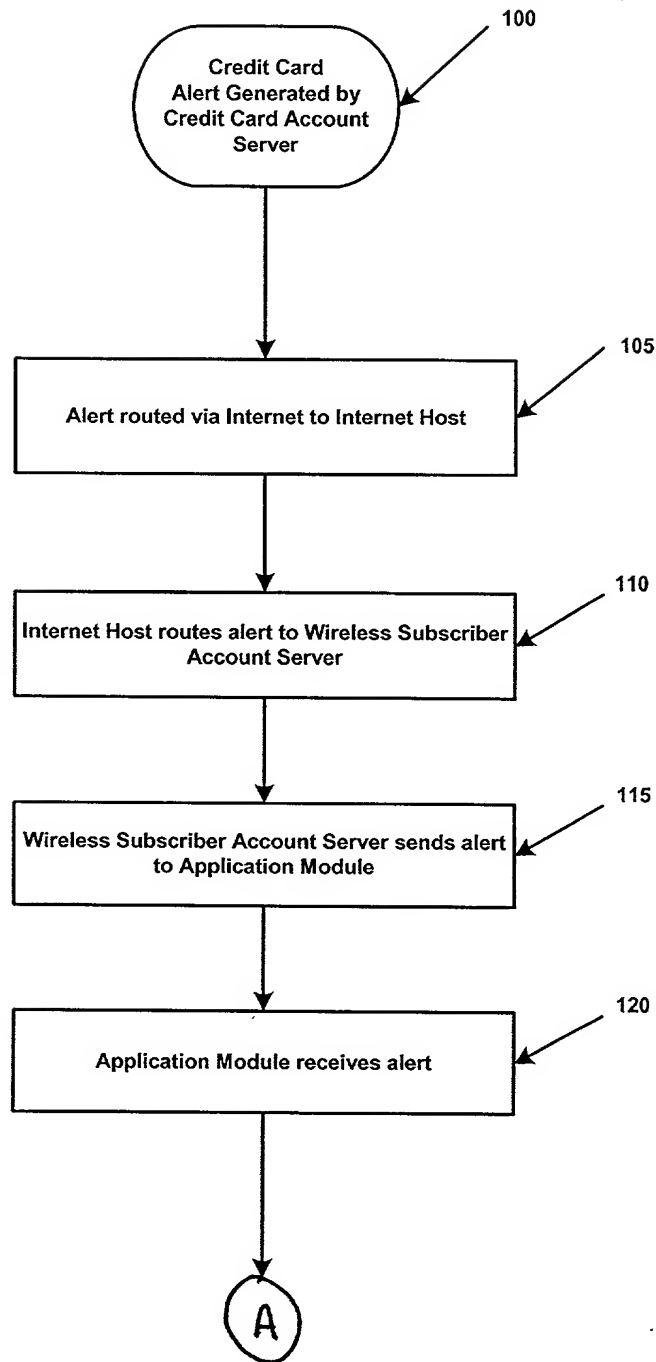 100
Credit Card
Alert Generated by
Credit Card Account
Server
105
Alert routed via Internet to Internet Host
110
Internet Host routes alert to Wireless Subscriber
Account Server
115
Wireless Subscriber Account Server sends alert
to Application Module
120
Application Module receives alert
A